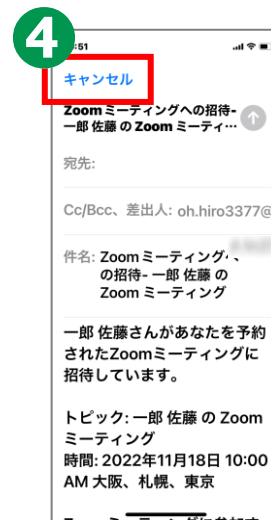 4
:51
キャンセル
Zoomミーティングへの招待-
一郎 佐藤 の Zoom ミーティ…
宛先:
Cc/Bcc、差出人: oh.hiro3377@
件名: Zoomミーティング
の招待- 一郎 佐藤 の
Zoom ミーティング
一郎 佐藤さんがあなたを予約
されたZoomミーティングに
招待しています。
トピック: 一郎 佐藤 の Zoom
ミーティング
時間: 2022年11月18日 10:00
AM 大阪、札幌、東京